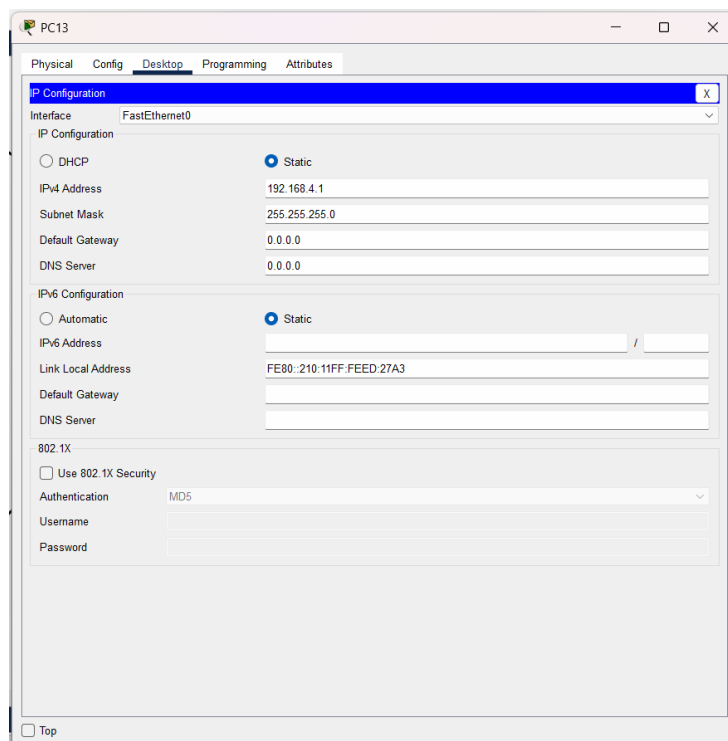 PC13
Physical Config Desktop Programming Attributes
IP Configuration X
Interface FastEthernet0
IP Configuration
DHCP Static
IPv4 Address 192.168.4.1
Subnet Mask 255.255.255.0
Default Gateway 0.0.0.0
DNS Server 0.0.0.0
IPv6 Configuration
Automatic Static
IPv6 Address /
Link Local Address FE80::210:11FF:FEED:27A3
Default Gateway
DNS Server
802.1X
Use 802.1X Security
Authentication MD5
Username
Password
Top